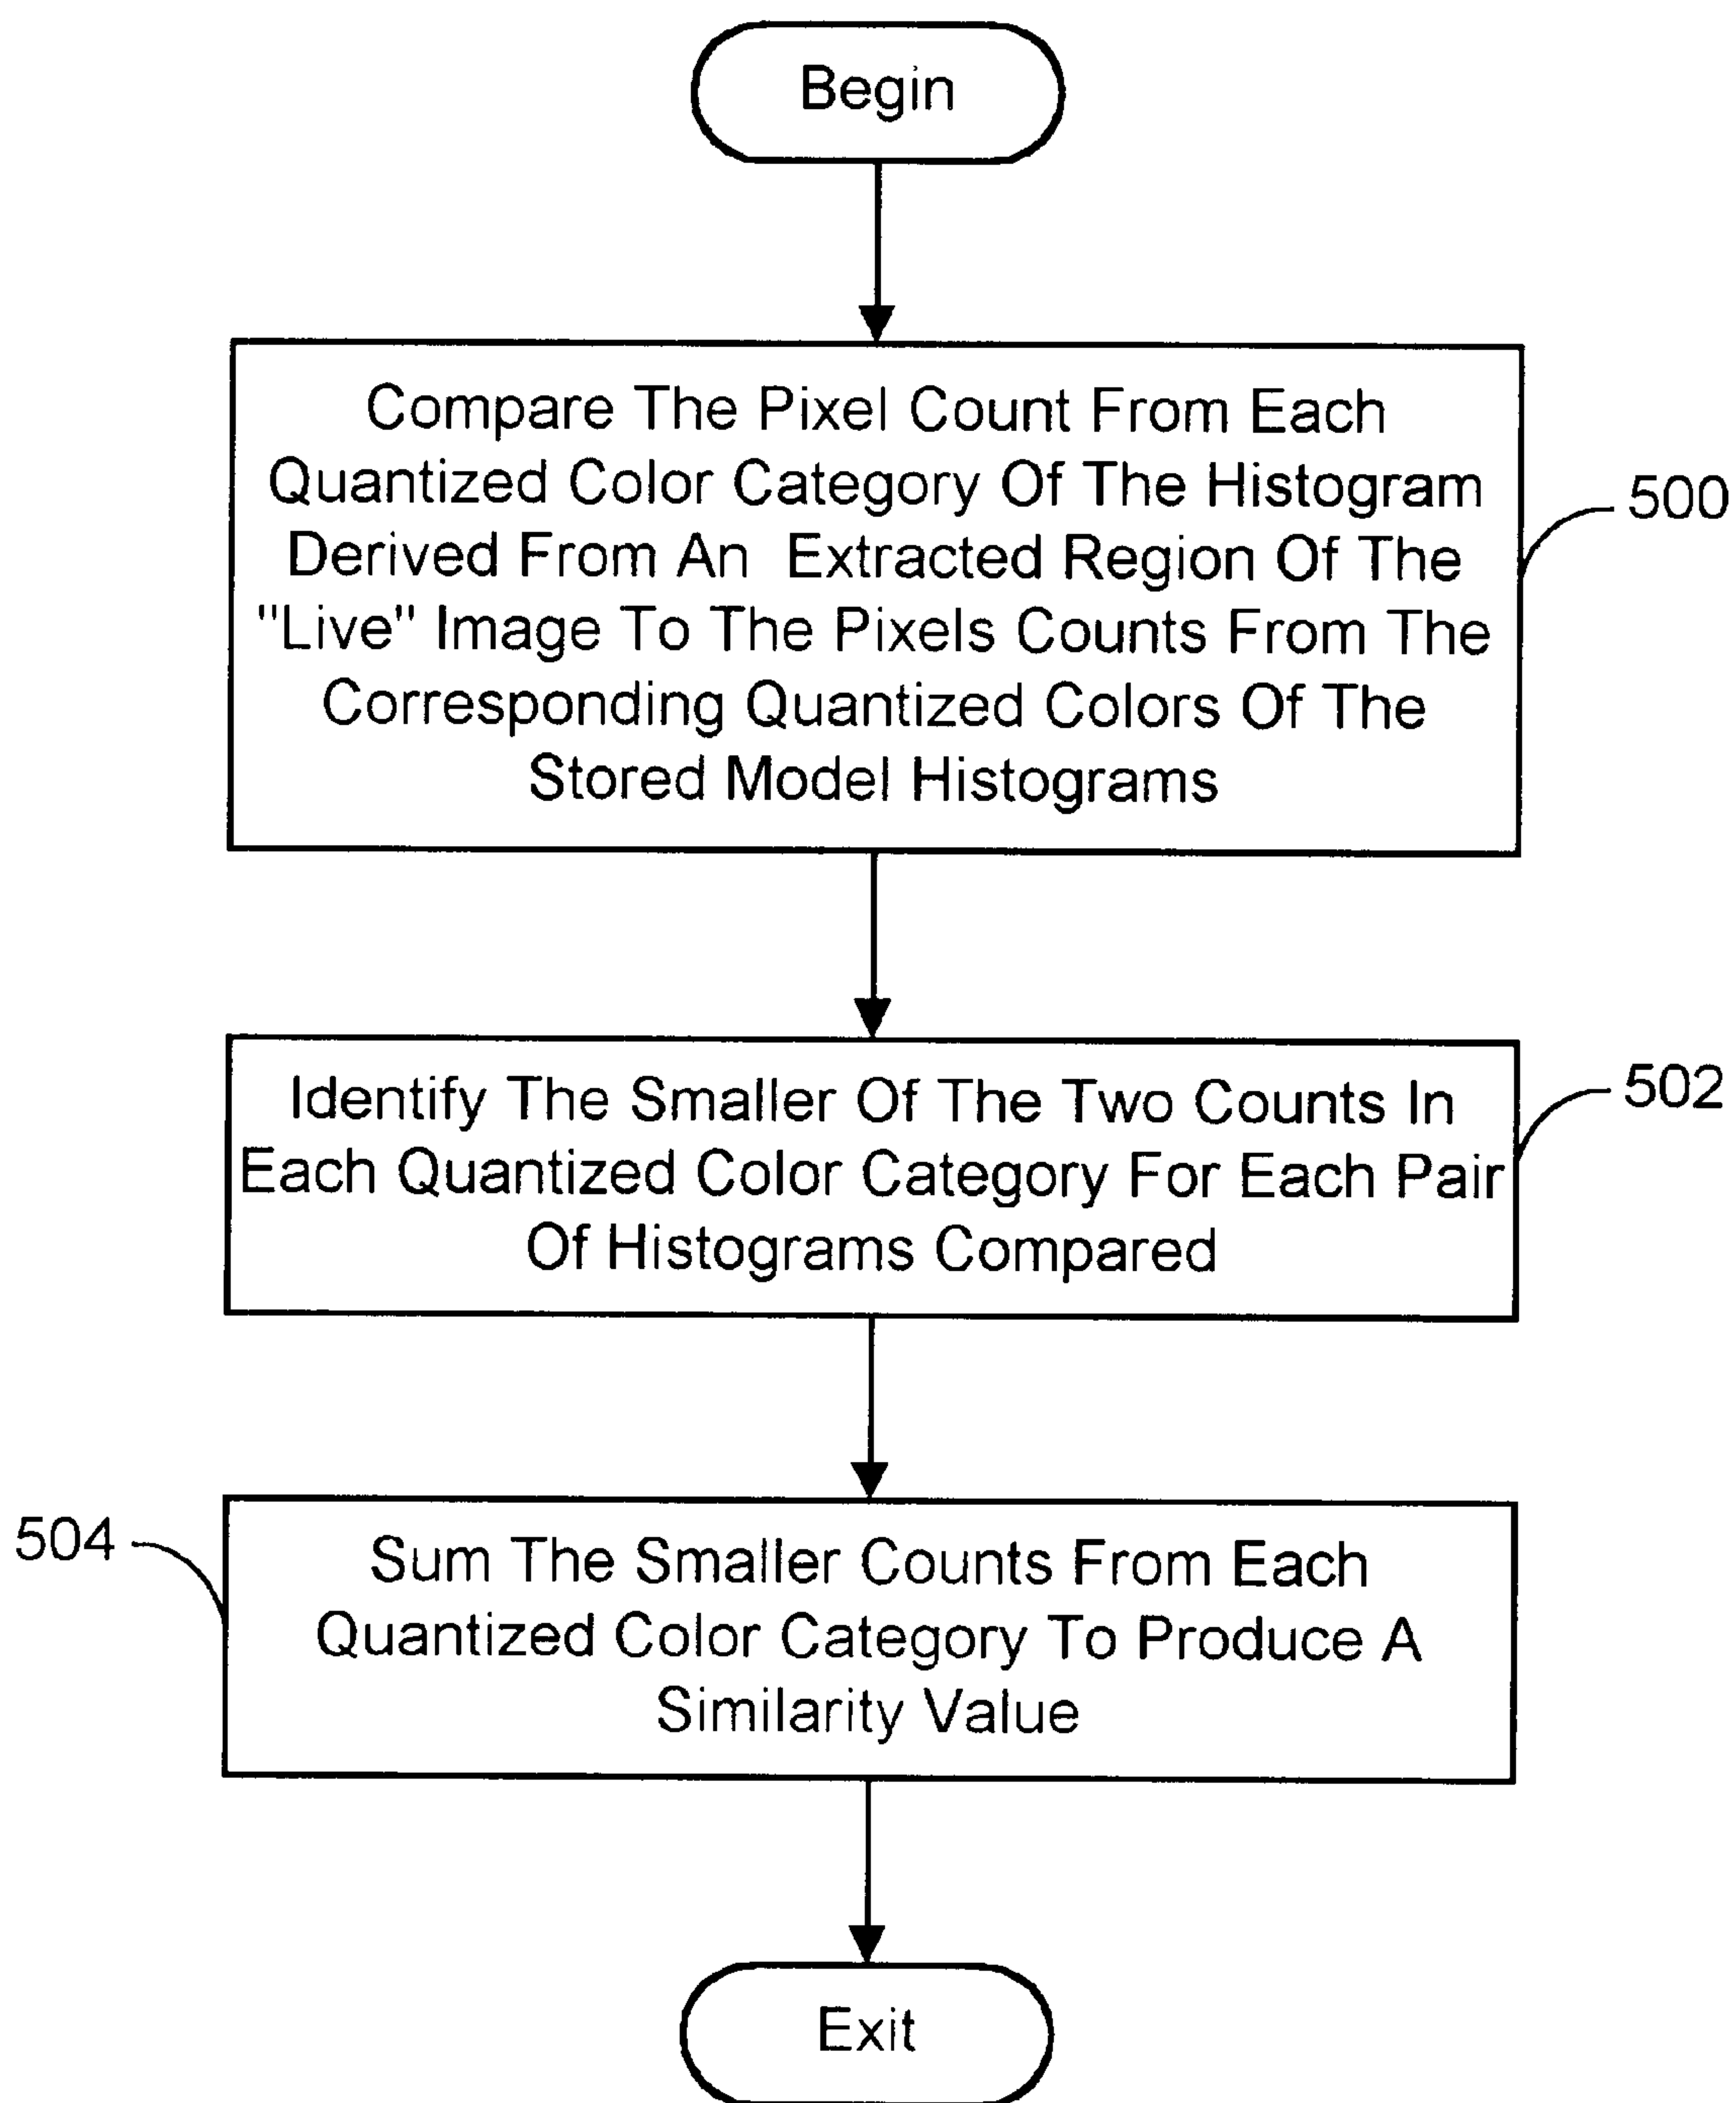 Begin
Compare The Pixel Count From Each
Quantized Color Category Of The Histogram
Derived From An Extracted Region Of The
"Live" Image To The Pixels Counts From The
Corresponding Quantized Colors Of The
Stored Model Histograms
500
Identify The Smaller Of The Two Counts In
Each Quantized Color Category For Each Pair
Of Histograms Compared
502
504
Sum The Smaller Counts From Each
Quantized Color Category To Produce A
Similarity Value
Exit